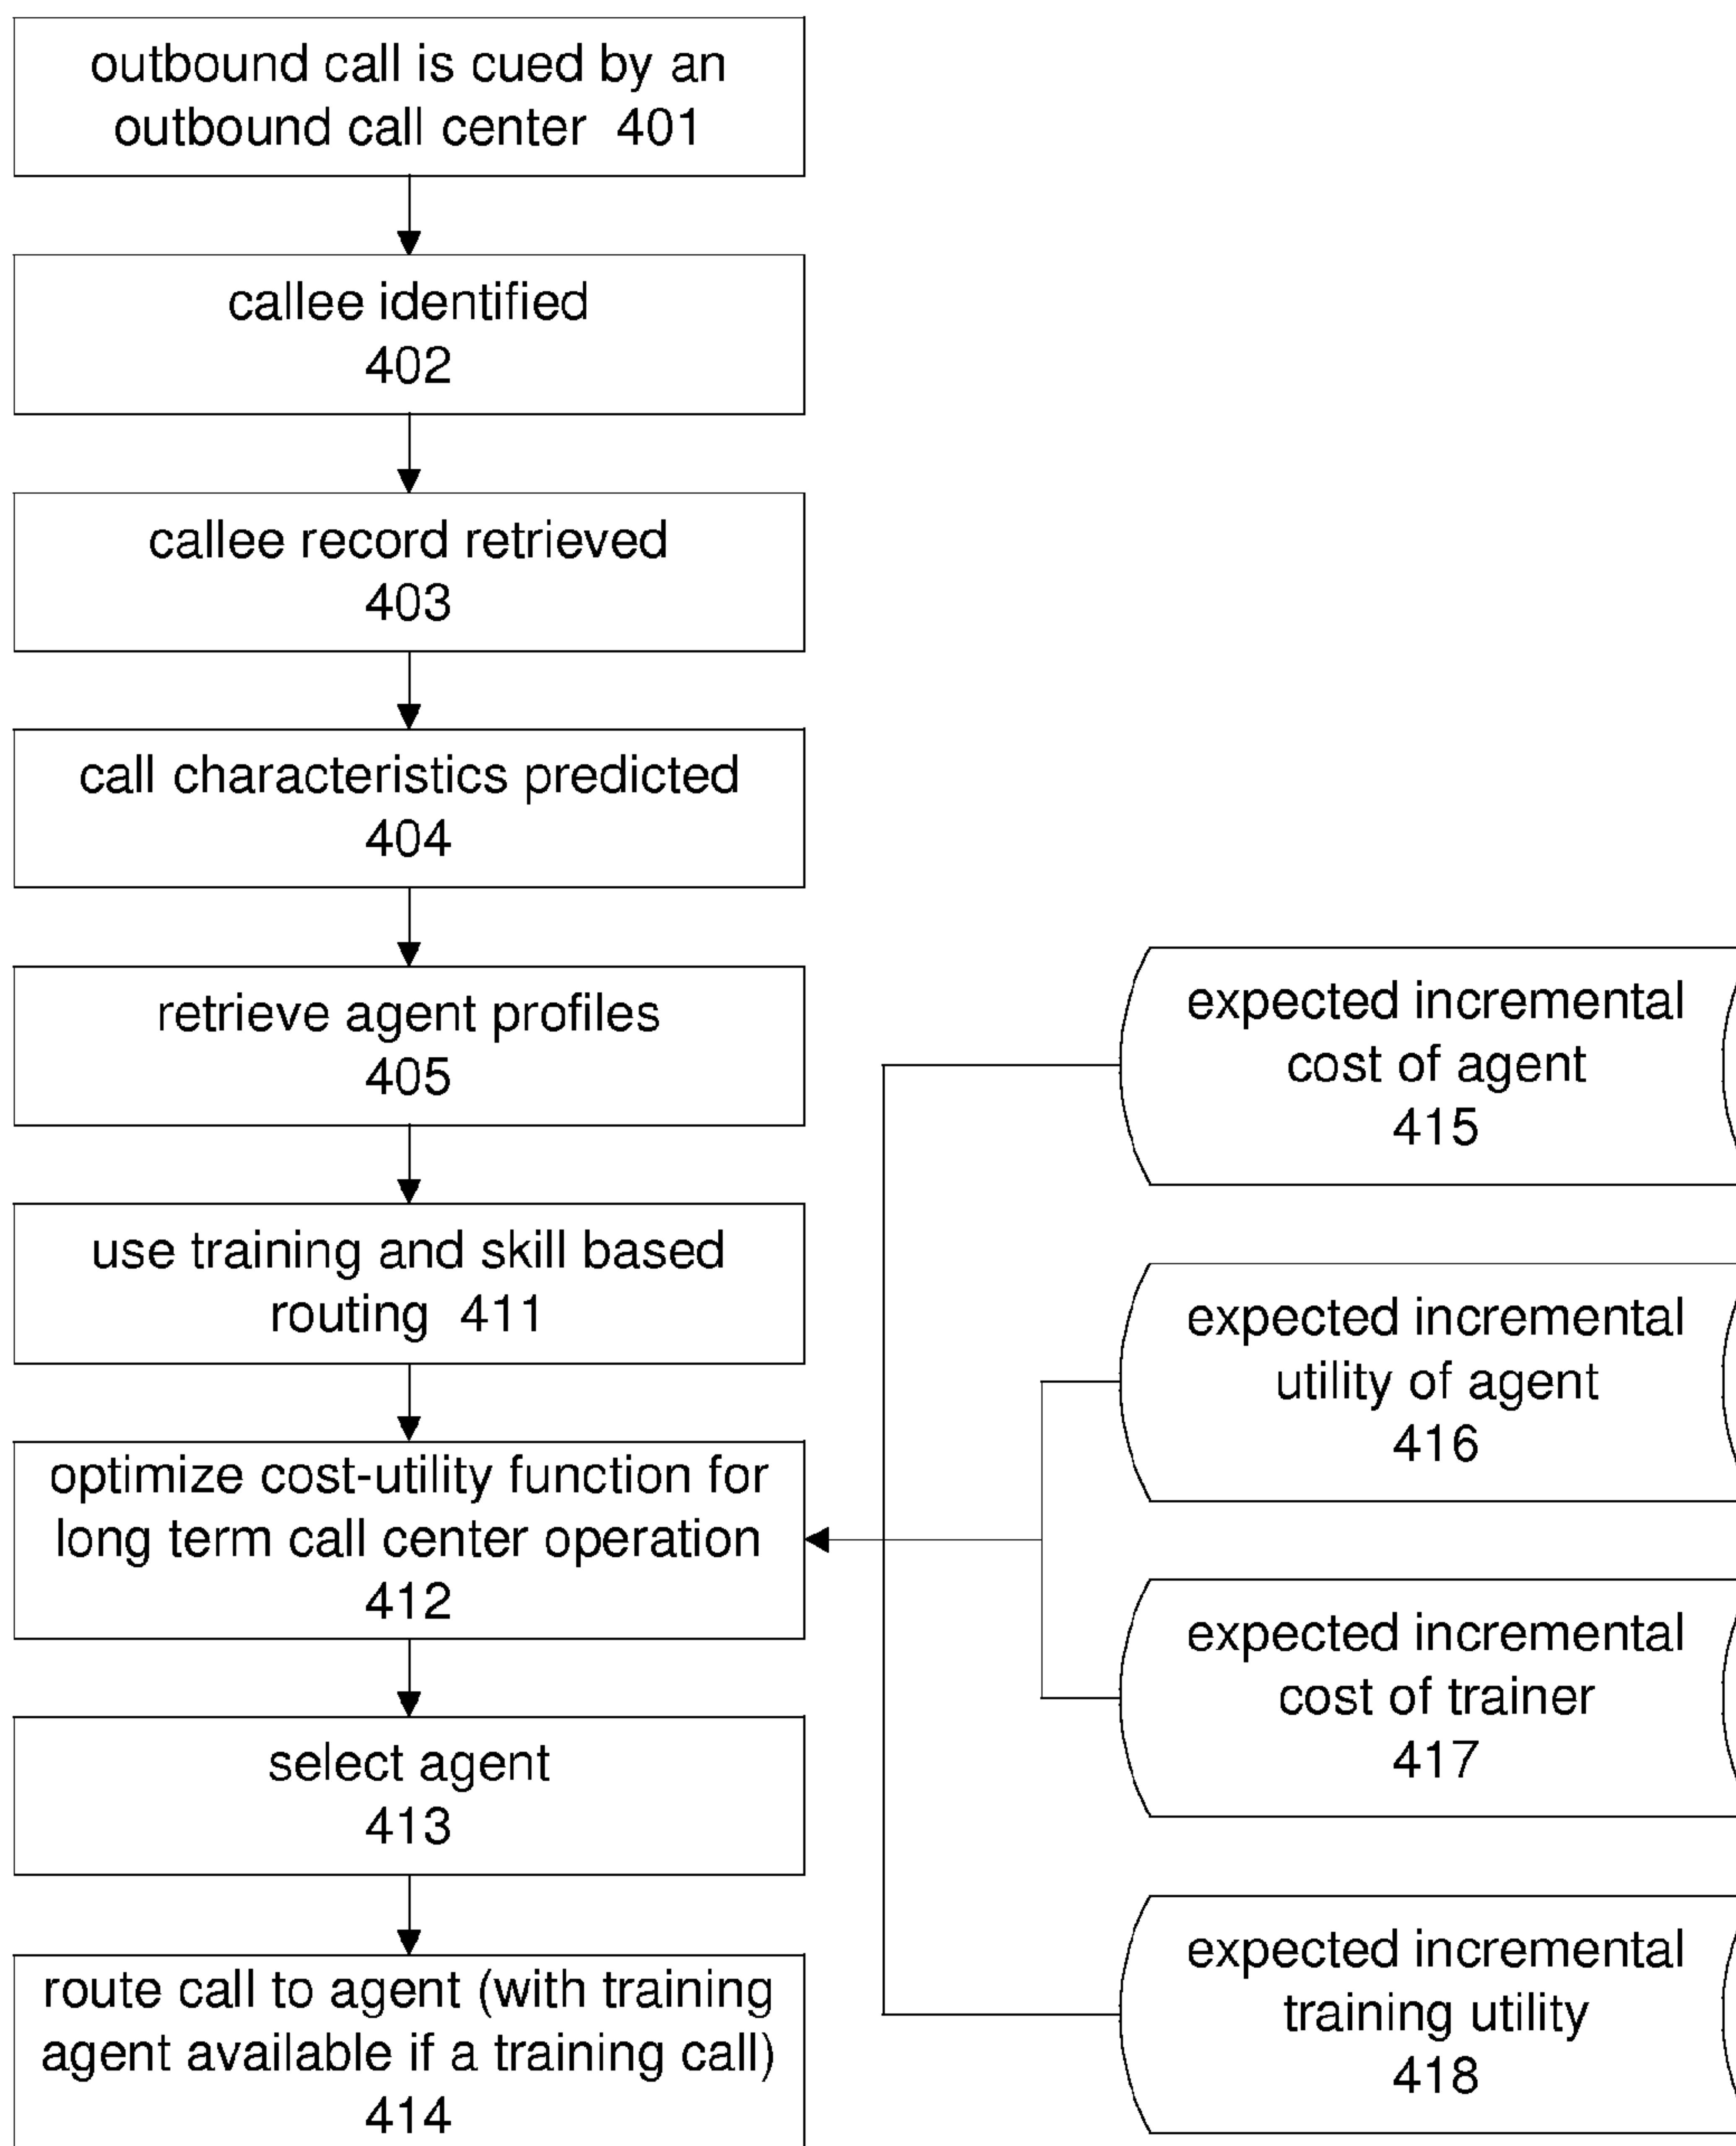 outbound call is cued by an
outbound call center 401
callee identified
402
callee record retrieved
403
call characteristics predicted
404
retrieve agent profiles
405
use training and skill based
routing 411
optimize cost-utility function for
long term call center operation
412
select agent
413
route call to agent (with training
agent available if a training call)
414
expected incremental
cost of agent
415
expected incremental
utility of agent
416
expected incremental
cost of trainer
417
expected incremental
training utility
418